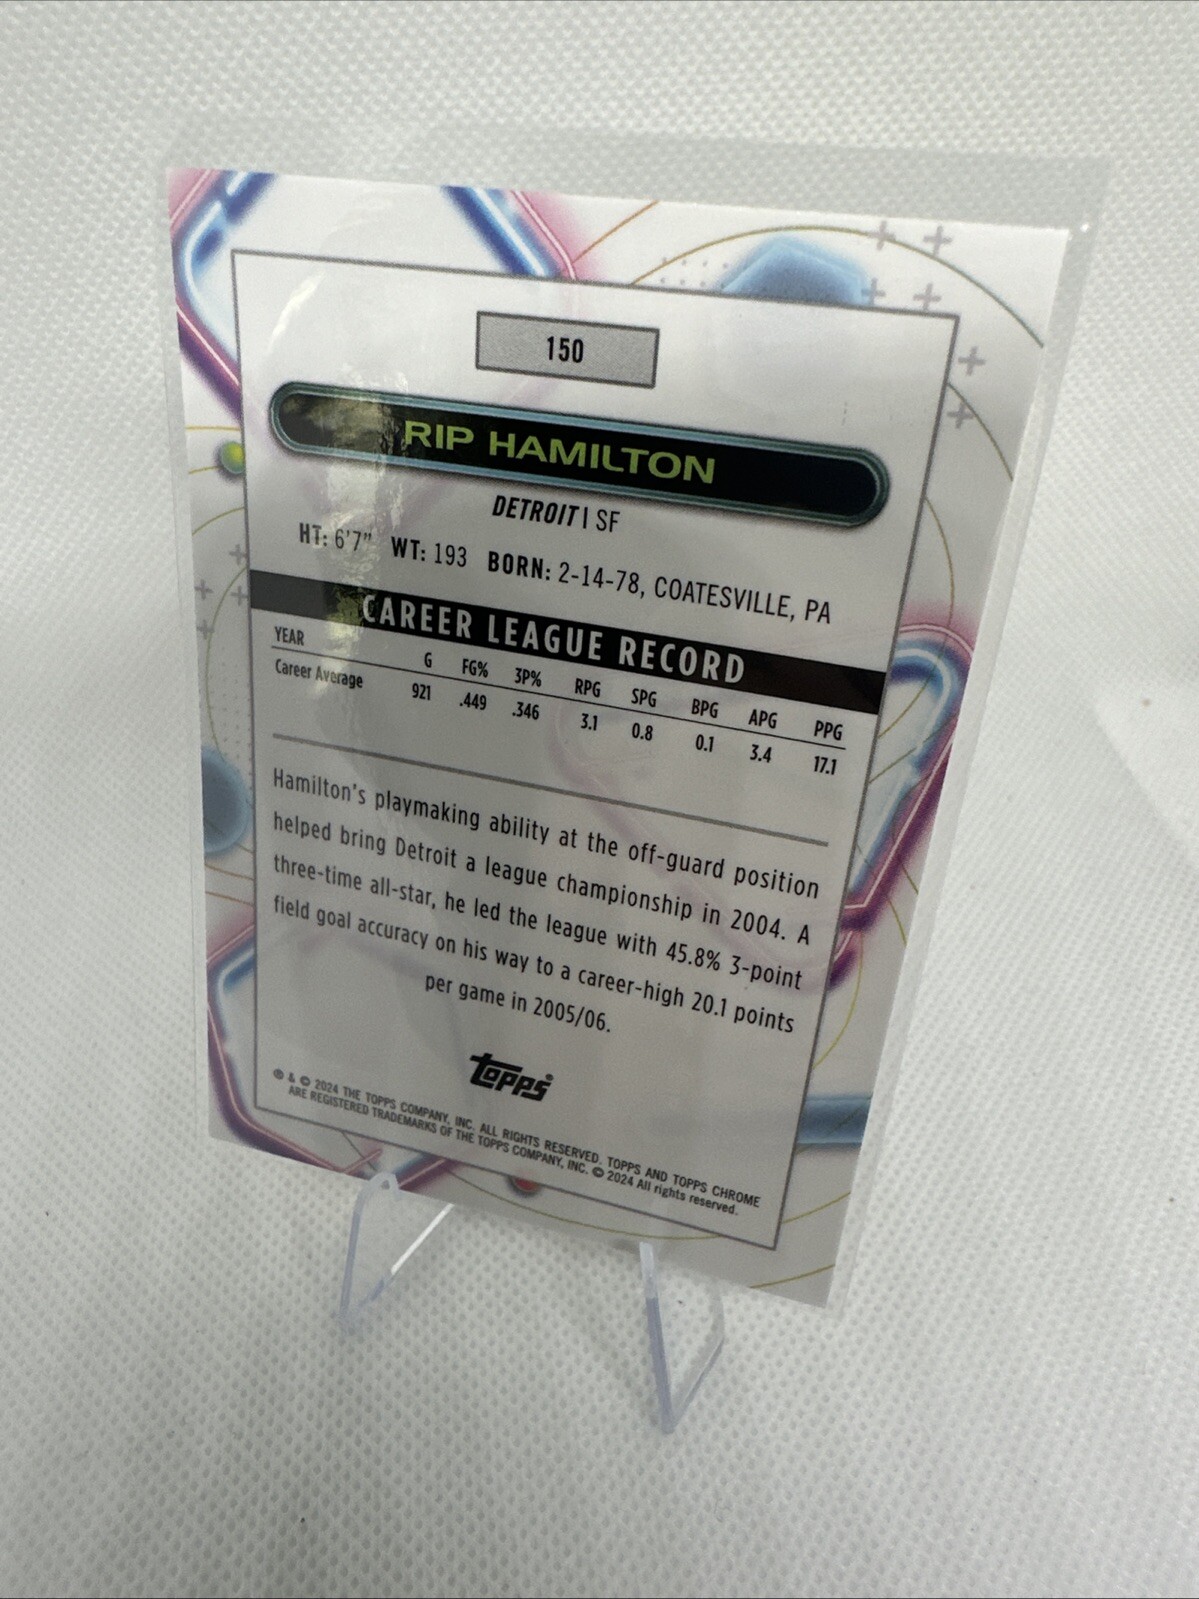 150
RIP HAMILTON
DETROIT | SF
HT: 6'7" WT: 193 BORN: 2-14-78, COATESVILLE, PA
CAREER LEAGUE RECORD
YEAR G FG% 3P% RPG SPG BPG APG PPG
Career Average 921 .449 .346 3.1 0.8 0.1 3.4 17.1
Hamilton's playmaking ability at the off-guard position
helped bring Detroit a league championship in 2004. A
three-time all-star, he led the league with 45.8% 3-point
field goal accuracy on his way to a career-high 20.1 points
per game in 2005/06.
topps®
® & © 2024 THE TOPPS COMPANY, INC. ALL RIGHTS RESERVED. TOPPS AND TOPPS CHROME
ARE REGISTERED TRADEMARKS OF THE TOPPS COMPANY, INC. © 2024 All rights reserved.